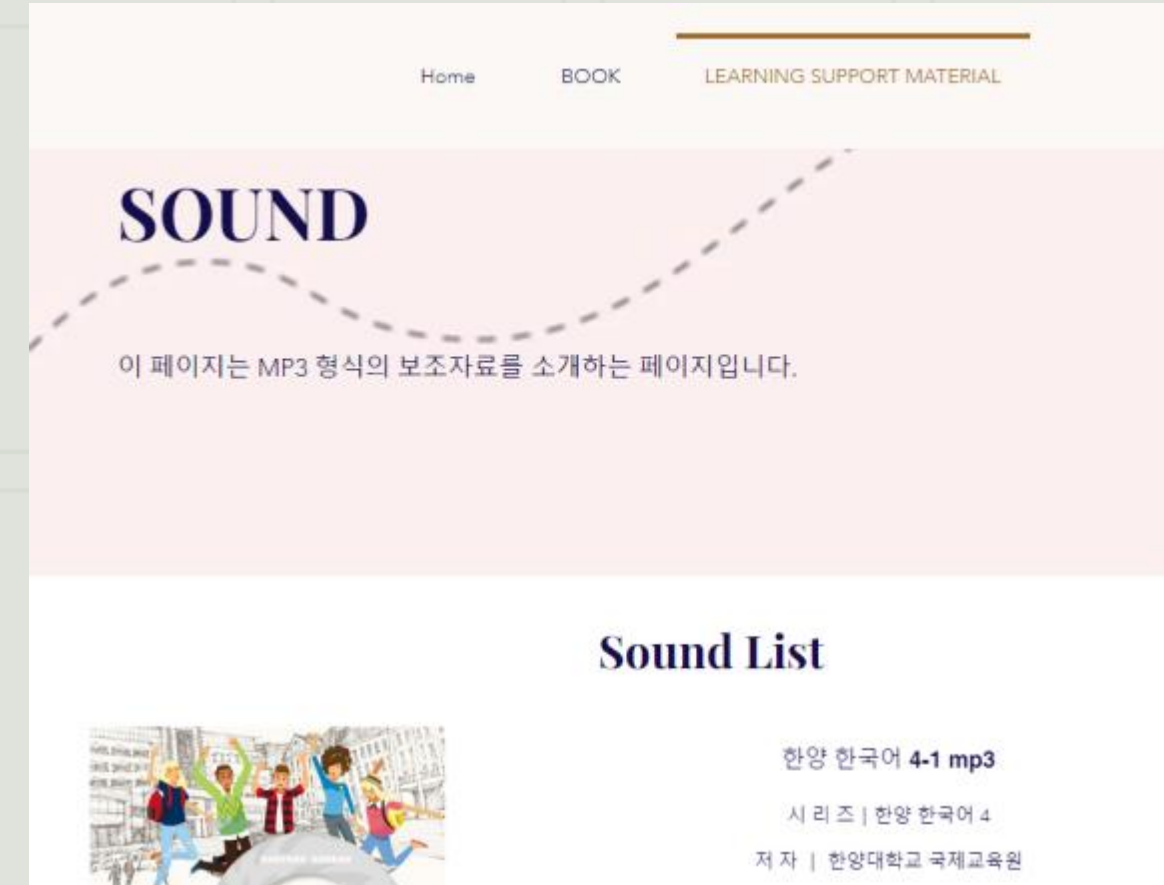 Home BOOK LEARNING SUPPORT MATERIAL
SOUND
이 페이지는 MP3 형식의 보조자료를 소개하는 페이지입니다.
Sound List
한양 한국어 4-1 mp3
시 리 즈 | 한양 한국어 4
저 자 | 한양대학교 국제교육원